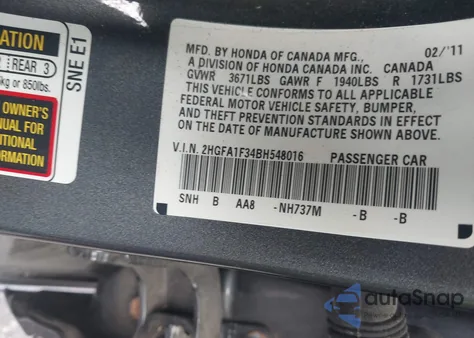 ATION
REAR 3
kg or 850lbs.
OWNER'S
NUAL FOR
ITIONAL
SNE E1
MFD. BY HONDA OF CANADA MFG., 02/'11
A DIVISION OF HONDA CANADA INC. CANADA
GVWR 3671LBS GAWR F 1940LBS R 1731LBS
THIS VEHICLE CONFORMS TO ALL APPLICABLE
FEDERAL MOTOR VEHICLE SAFETY, BUMPER,
AND THEFT PREVENTION STANDARDS IN EFFECT ON
THE DATE OF MANUFACTURE SHOWN ABOVE.
V.I.N. 2HGFA1F34BH548016 PASSENGER CAR
SNH B AA8 -NH737M -B -B
autoSnap